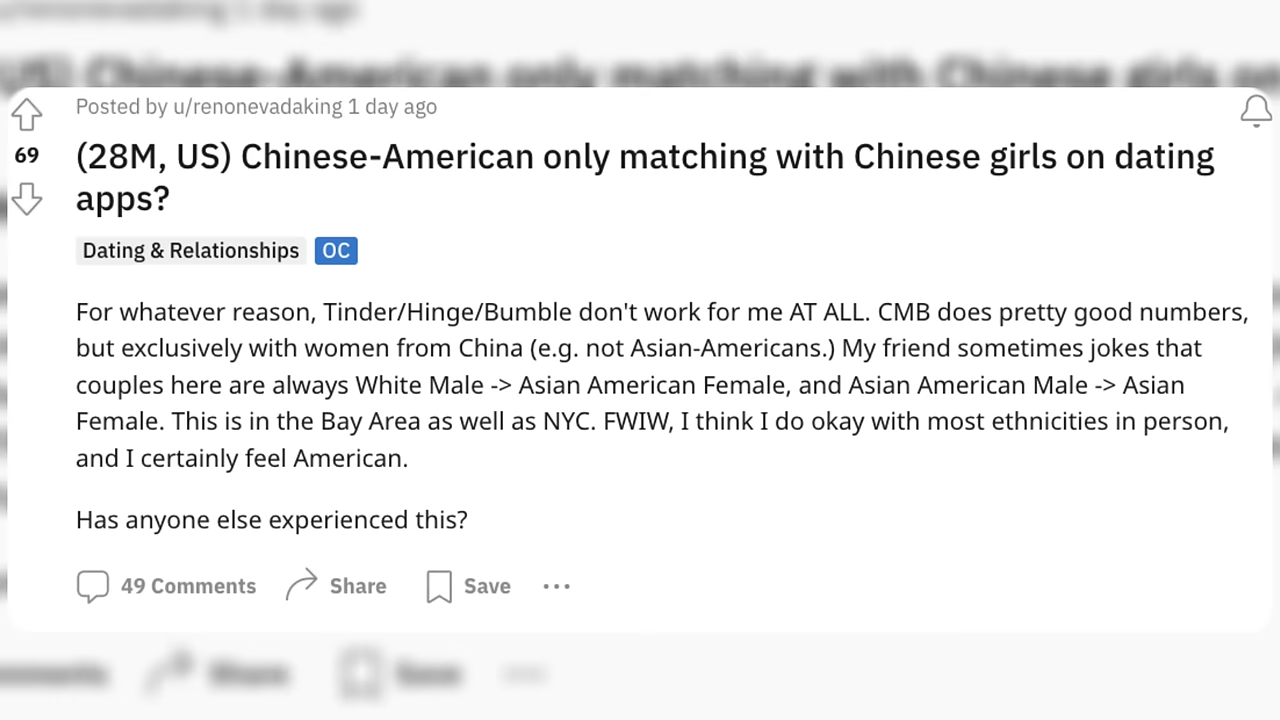 Posted by u/renonevadaking 1 day ago
69
(28M, US) Chinese-American only matching with Chinese girls on dating
apps?
Dating & Relationships OC
For whatever reason, Tinder/Hinge/Bumble don't work for me AT ALL. CMB does pretty good numbers,
but exclusively with women from China (e.g. not Asian-Americans.) My friend sometimes jokes that
couples here are always White Male -> Asian American Female, and Asian American Male -> Asian
Female. This is in the Bay Area as well as NYC. FWIW, I think I do okay with most ethnicities in person,
and I certainly feel American.
Has anyone else experienced this?
49 Comments Share Save ...